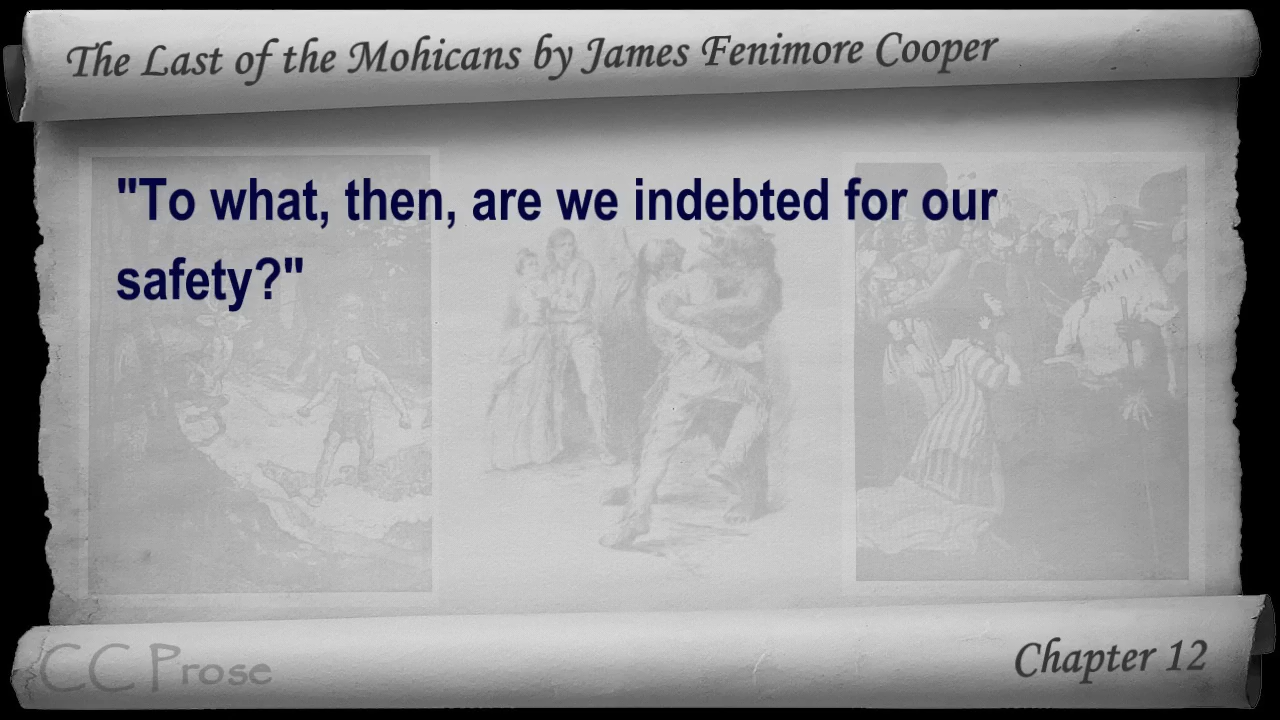 The Last of the Mohicans by James Fenimore Cooper
"To what, then, are we indebted for our
safety?"
CC Prose
Chapter 12